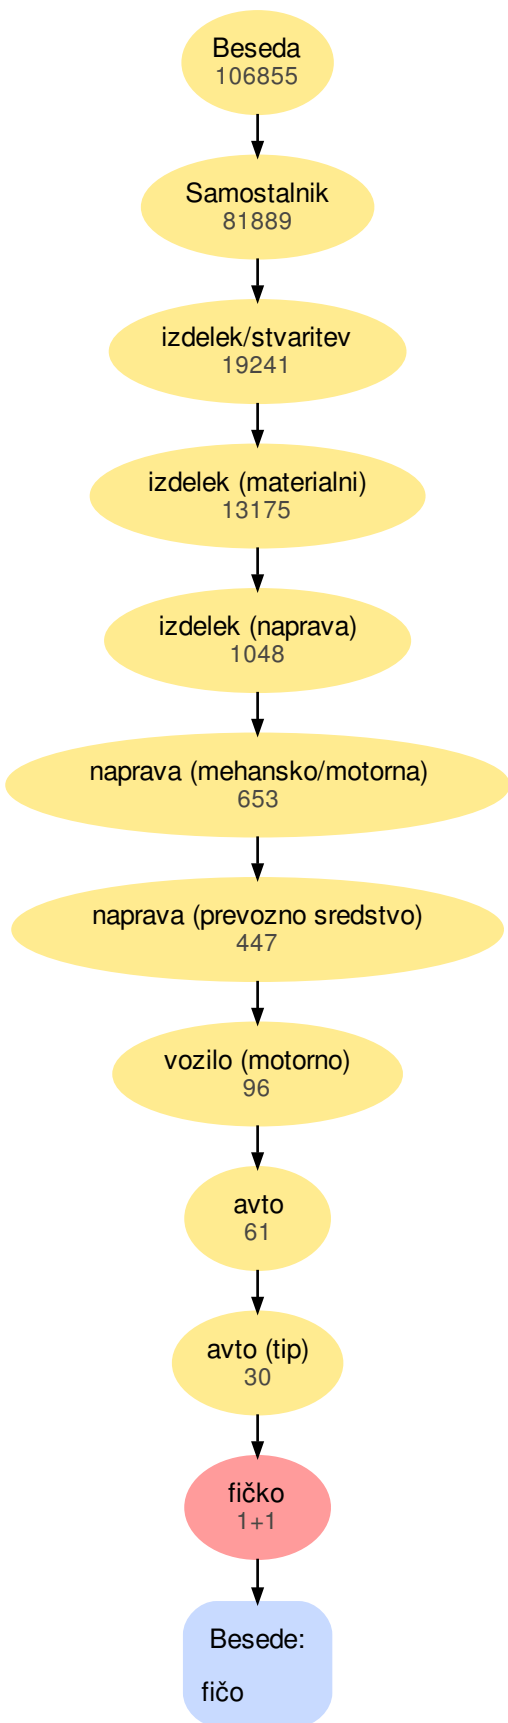 Beseda
106855
Samostalnik
81889
izdelek/stvaritev
19241
izdelek (materialni)
13175
izdelek (naprava)
1048
naprava (mehansko/motorna)
653
naprava (prevozno sredstvo)
447
vozilo (motorno)
96
avto
61
avto (tip)
30
fičko
1+1
Besede:
fičo